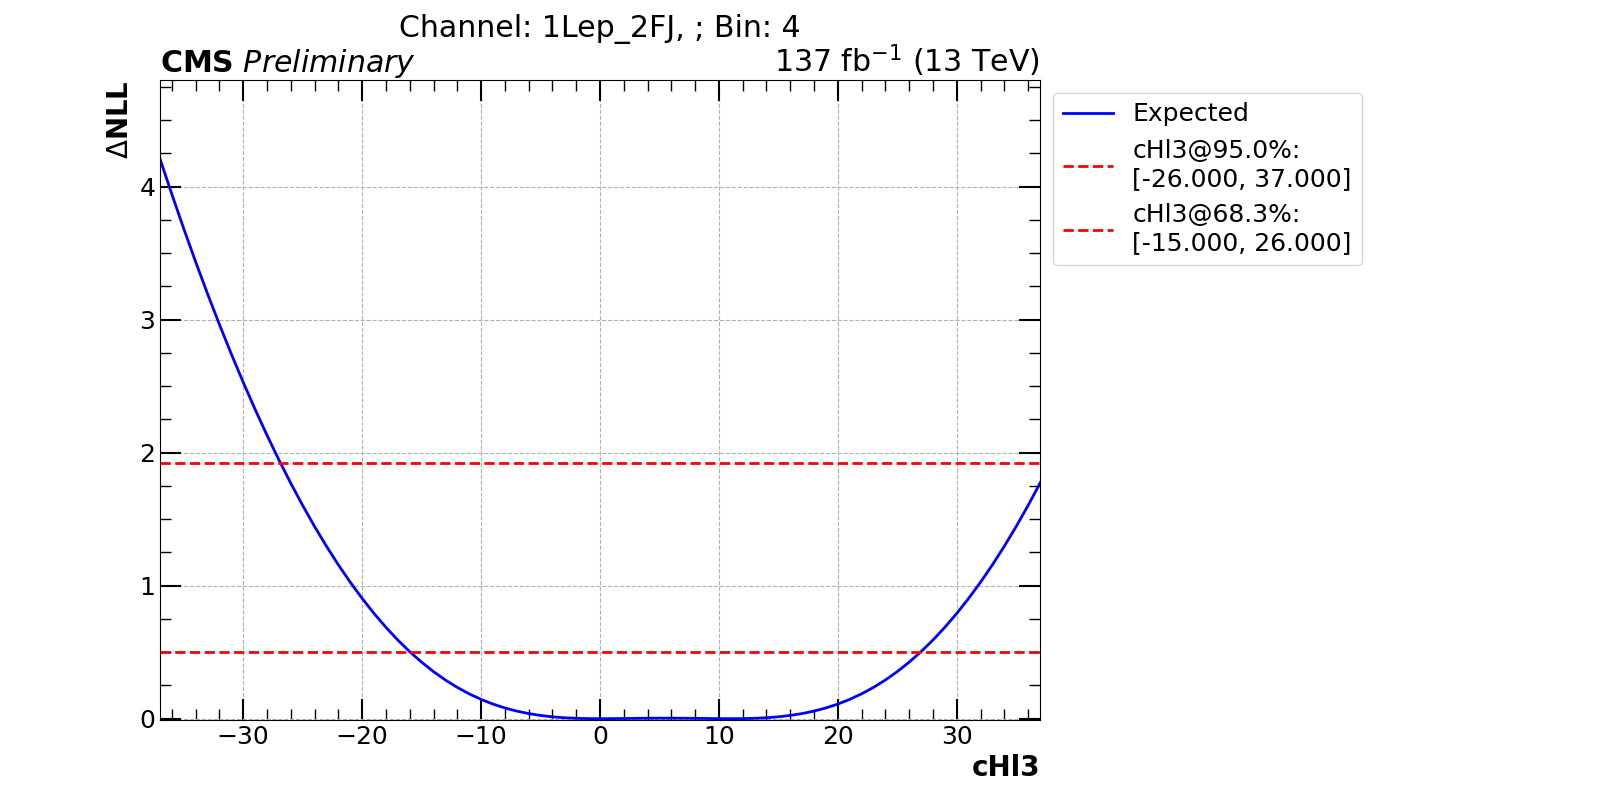 Channel: 1Lep_2FJ, ; Bin: 4
CMS Preliminary 137 fb⁻¹ (13 TeV)
ΔNLL
4
3
2
1
0
−30 −20 −10 0 10 20 30
cHl3
Expected
cHl3@95.0%:
[-26.000, 37.000]
cHl3@68.3%:
[-15.000, 26.000]